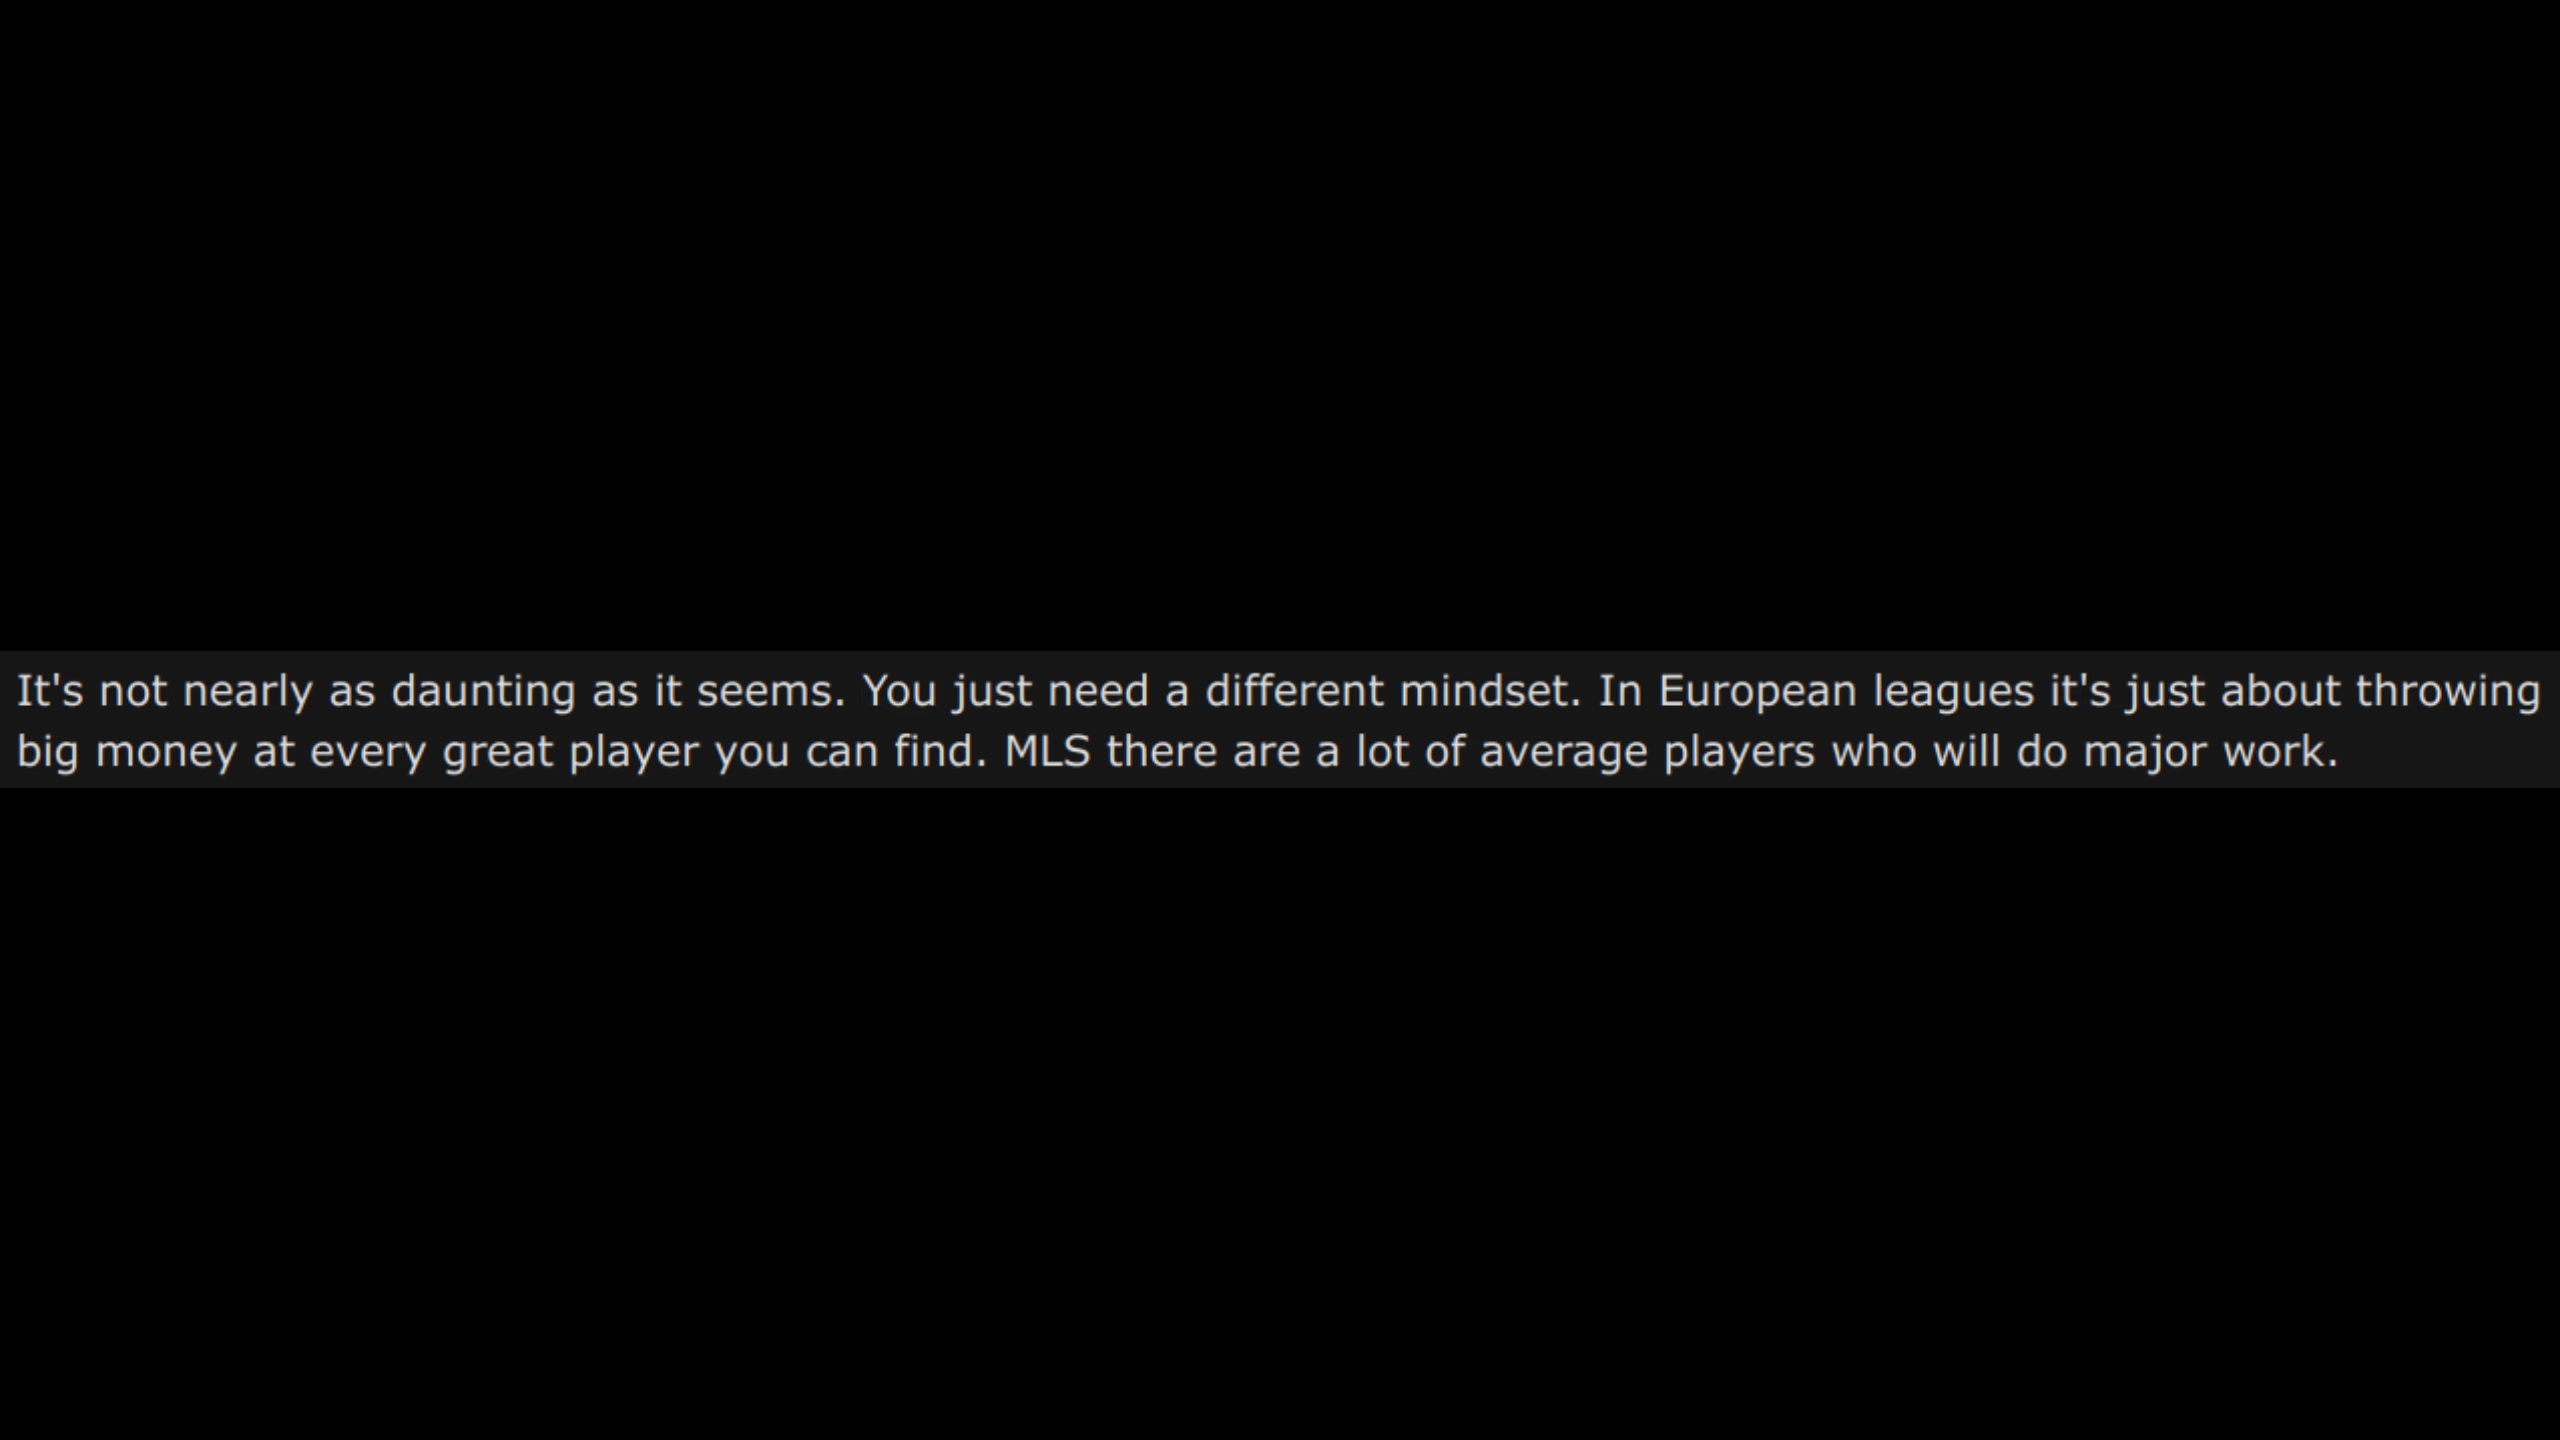 It's not nearly as daunting as it seems. You just need a different mindset. In European leagues it's just about throwing
big money at every great player you can find. MLS there are a lot of average players who will do major work.